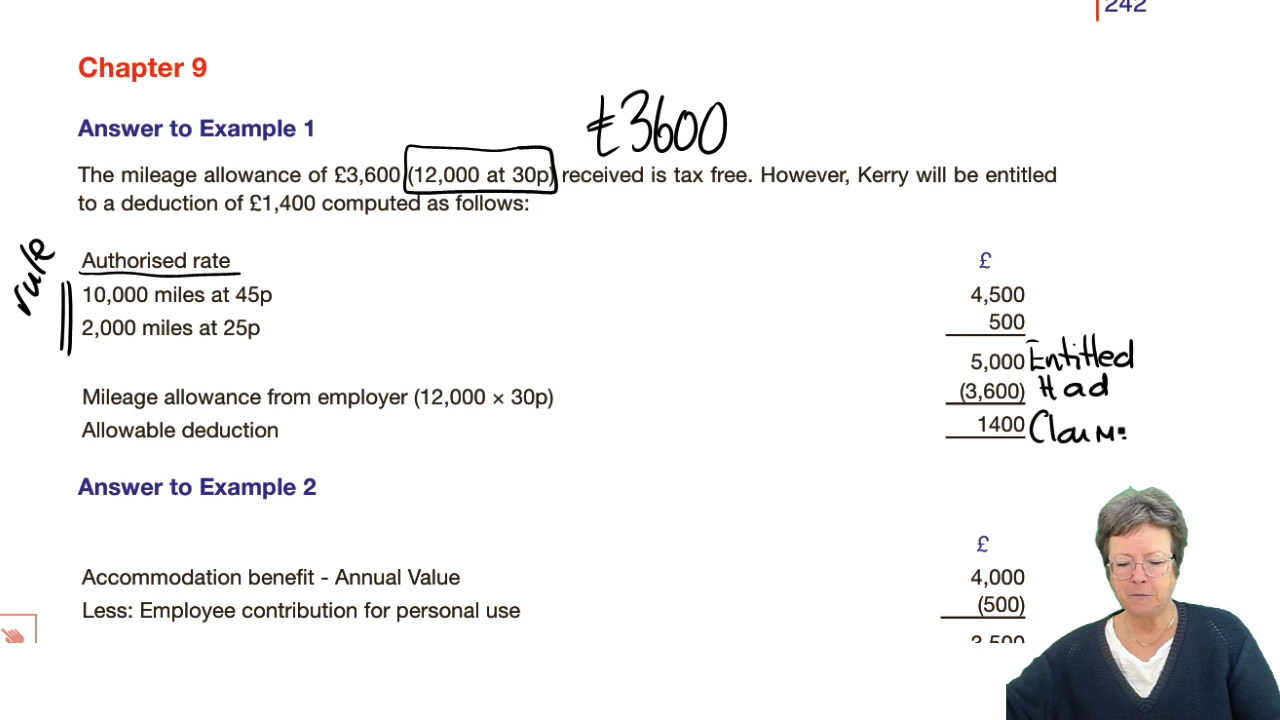 242
Chapter 9
Answer to Example 1
£3600
The mileage allowance of £3,600 (12,000 at 30p) received is tax free. However, Kerry will be entitled
to a deduction of £1,400 computed as follows:
rule
Authorised rate £
10,000 miles at 45p 4,500
2,000 miles at 25p 500
5,000 Entitled
Mileage allowance from employer (12,000 × 30p) (3,600) Had
Allowable deduction 1400 Claim
Answer to Example 2
£
Accommodation benefit - Annual Value 4,000
Less: Employee contribution for personal use (500)
3,500